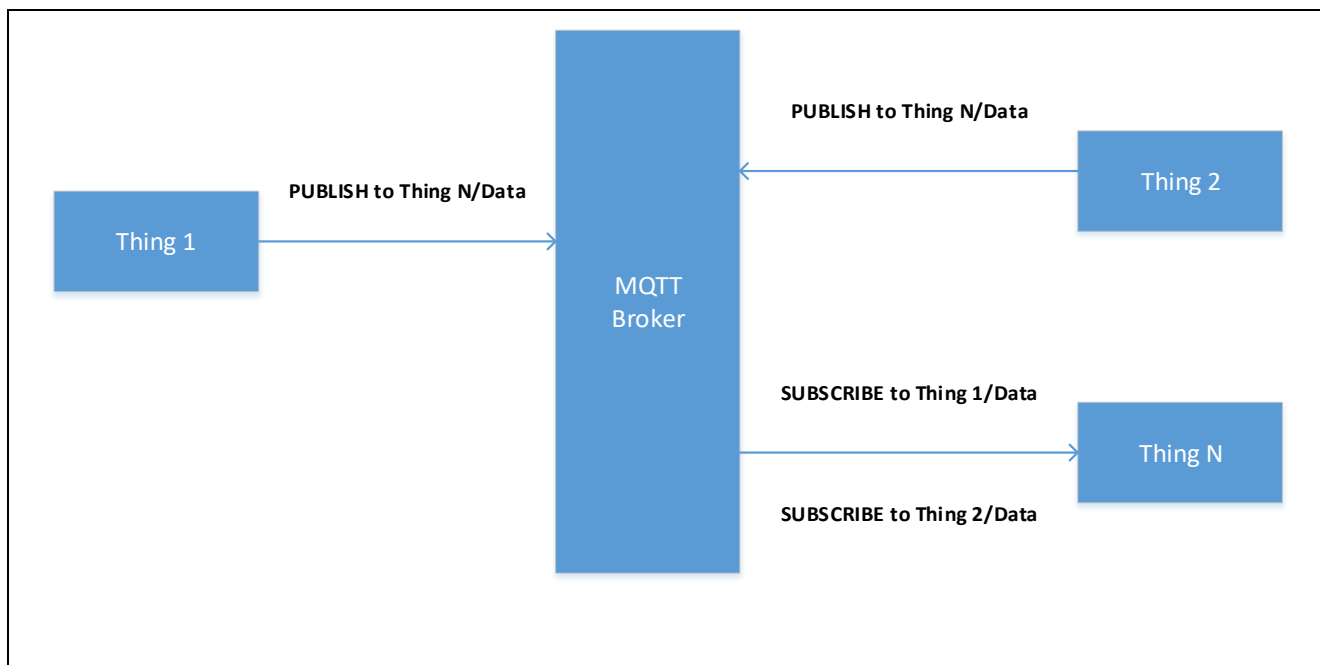 PUBLISH to Thing N/Data
Thing 2
PUBLISH to Thing N/Data
Thing 1
MQTT
Broker
SUBSCRIBE to Thing 1/Data
Thing N
SUBSCRIBE to Thing 2/Data